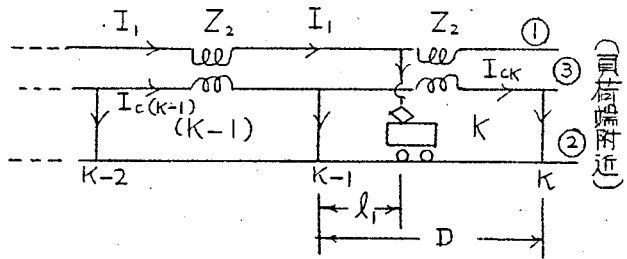 I₁ Z₂ I₁ Z₂ ①
I_C(K-1) I_CK ③
(K-1) K ②
K-2 K-1 K
l₁
D
(負荷端附近)